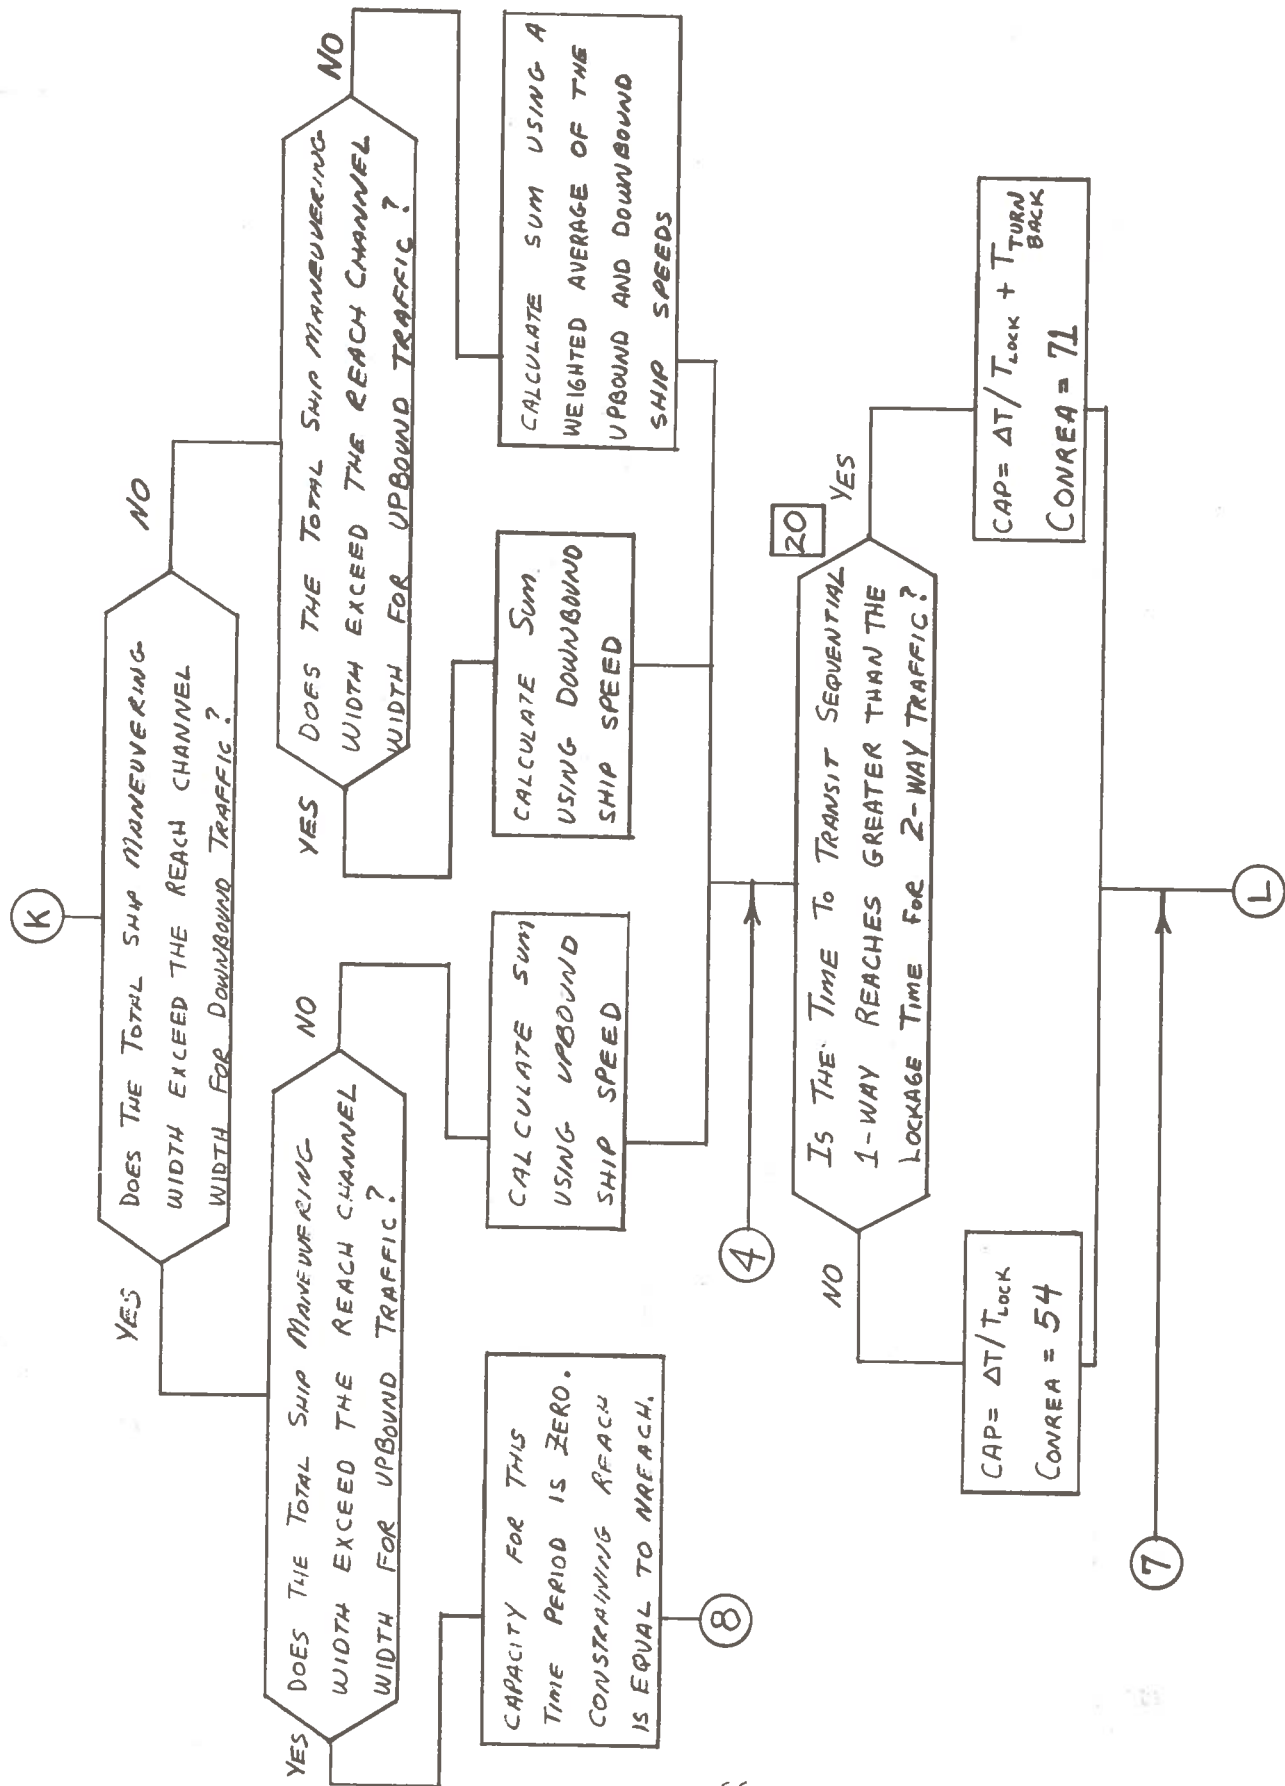 K
DOES THE TOTAL SHIP MANEUVERING
WIDTH EXCEED THE REACH CHANNEL
WIDTH FOR DOWNBOUND TRAFFIC?
YES
NO
DOES THE TOTAL SHIP MANEUVERING
WIDTH EXCEED THE REACH CHANNEL
WIDTH FOR UPBOUND TRAFFIC?
YES
NO
DOES THE TOTAL SHIP MANEUVERING
WIDTH EXCEED THE REACH CHANNEL
WIDTH FOR UPBOUND TRAFFIC?
YES
NO
CAPACITY FOR THIS
TIME PERIOD IS ZERO.
CONSTRAINING REACH
IS EQUAL TO NREACH.
8
CALCULATE SUM
USING UPBOUND
SHIP SPEED
CALCULATE SUM
USING DOWNBOUND
SHIP SPEED
CALCULATE SUM USING A
WEIGHTED AVERAGE OF THE
UPBOUND AND DOWNBOUND
SHIP SPEEDS
4
20
IS THE TIME TO TRANSIT SEQUENTIAL
1-WAY REACHES GREATER THAN THE
LOCKAGE TIME FOR 2-WAY TRAFFIC?
NO
YES
CAP= ΔT/T LOCK
CONREA = 54
CAP= ΔT/T LOCK + T TURN BACK
CONREA = 71
7
L